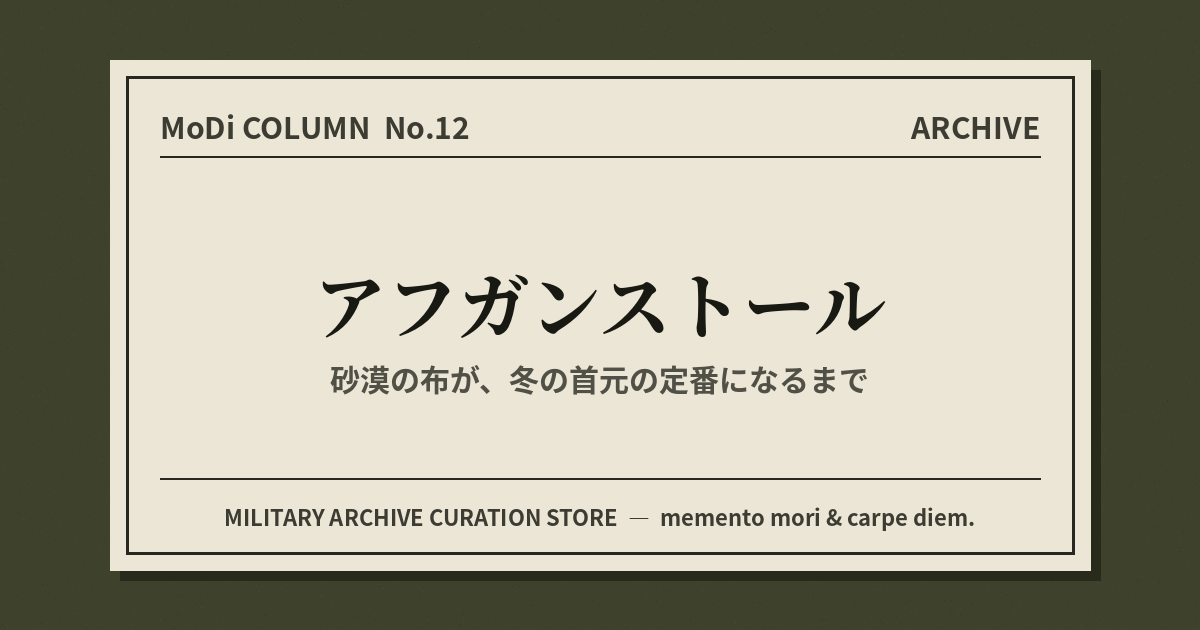 MoDi COLUMN No.12
ARCHIVE
アフガンストール
砂漠の布が、冬の首元の定番になるまで
MILITARY ARCHIVE CURATION STORE — memento mori & carpe diem.